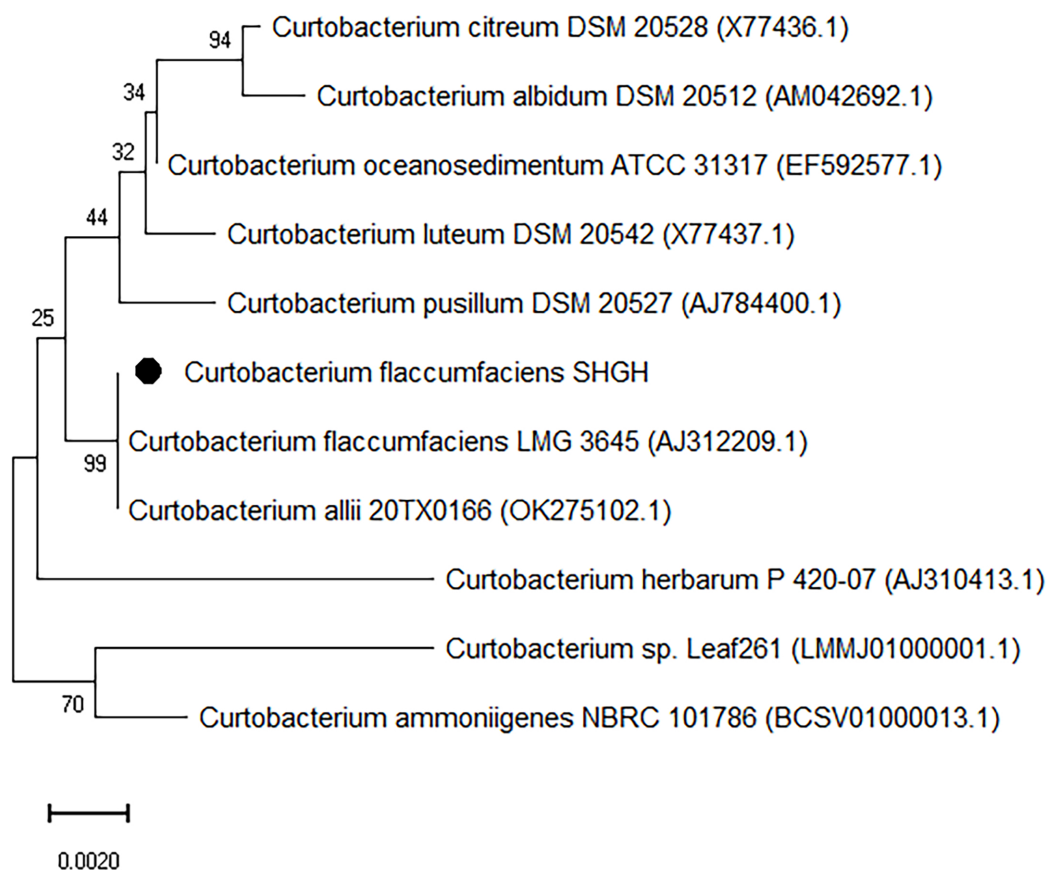 Curtobacterium citreum DSM 20528 (X77436.1)
94
Curtobacterium albidum DSM 20512 (AM042692.1)
34
Curtobacterium oceanosedimentum ATCC 31317 (EF592577.1)
32
Curtobacterium luteum DSM 20542 (X77437.1)
44
Curtobacterium pusillum DSM 20527 (AJ784400.1)
25
Curtobacterium flaccumfaciens SHGH
Curtobacterium flaccumfaciens LMG 3645 (AJ312209.1)
99
Curtobacterium allii 20TX0166 (OK275102.1)
Curtobacterium herbarum P 420-07 (AJ310413.1)
Curtobacterium sp. Leaf261 (LMMJ01000001.1)
70
Curtobacterium ammoniigenes NBRC 101786 (BCSV01000013.1)
0.0020